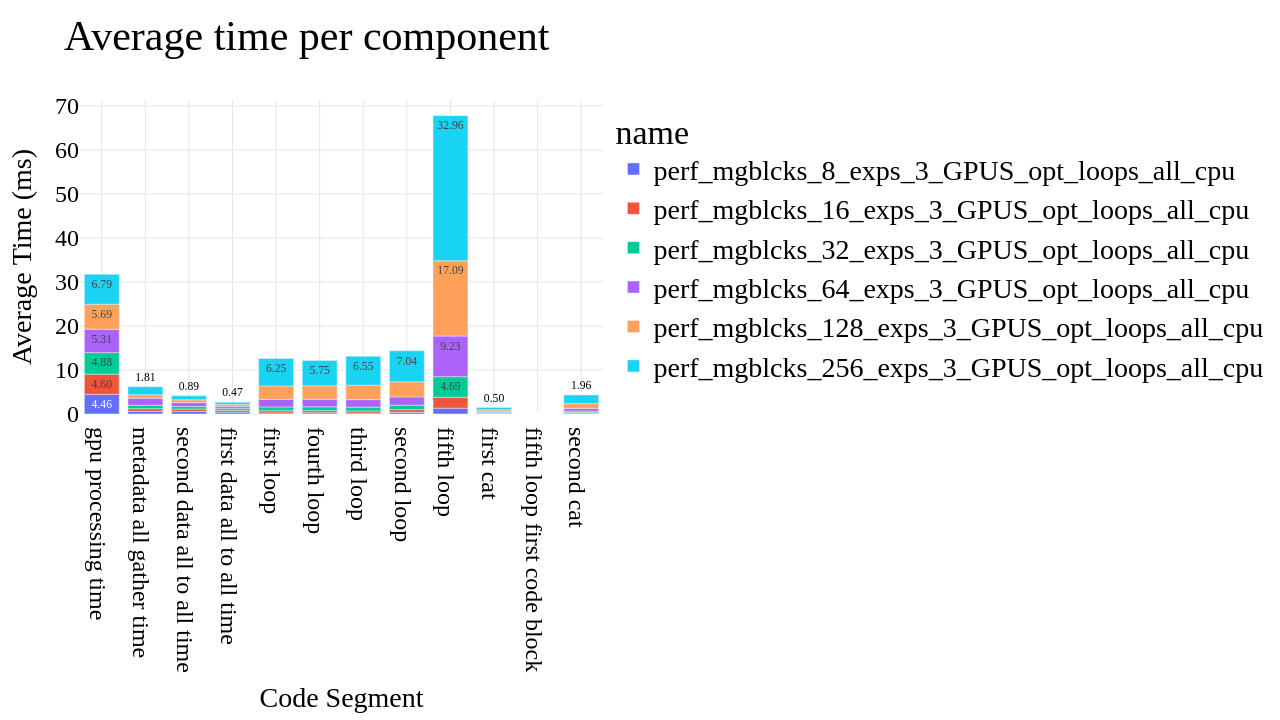 Average time per component
Average Time (ms)
70
60
50
40
30
20
10
0
6.79
5.69
5.31
4.88
4.60
4.46
1.81
0.89
0.47
6.25
5.75
6.55
7.04
32.96
17.09
9.23
4.69
0.50
1.96
gpu processing time
metadata all gather time
second data all to all time
first data all to all time
first loop
fourth loop
third loop
second loop
fifth loop
first cat
fifth loop first code block
second cat
Code Segment
name
perf_mgblcks_8_exps_3_GPUS_opt_loops_all_cpu
perf_mgblcks_16_exps_3_GPUS_opt_loops_all_cpu
perf_mgblcks_32_exps_3_GPUS_opt_loops_all_cpu
perf_mgblcks_64_exps_3_GPUS_opt_loops_all_cpu
perf_mgblcks_128_exps_3_GPUS_opt_loops_all_cpu
perf_mgblcks_256_exps_3_GPUS_opt_loops_all_cpu